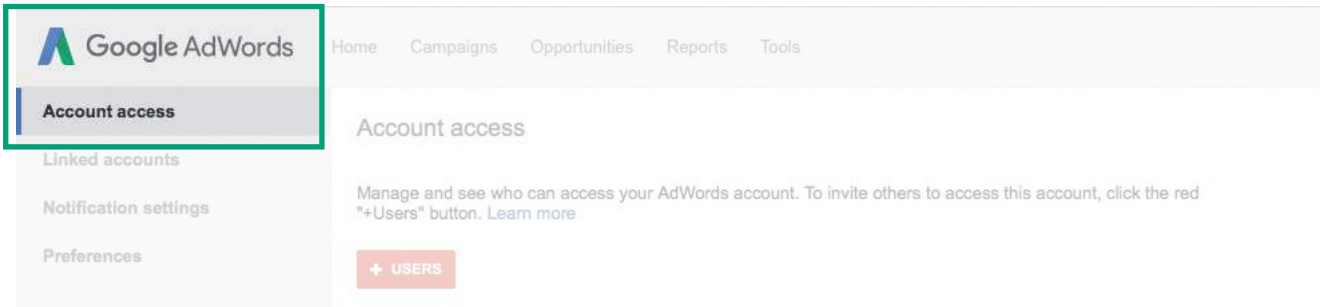 Google AdWords
Home Campaigns Opportunities Reports Tools
Account access
Linked accounts
Notification settings
Preferences
Account access
Manage and see who can access your AdWords account. To invite others to access this account, click the red
"+Users" button. Learn more
+ USERS